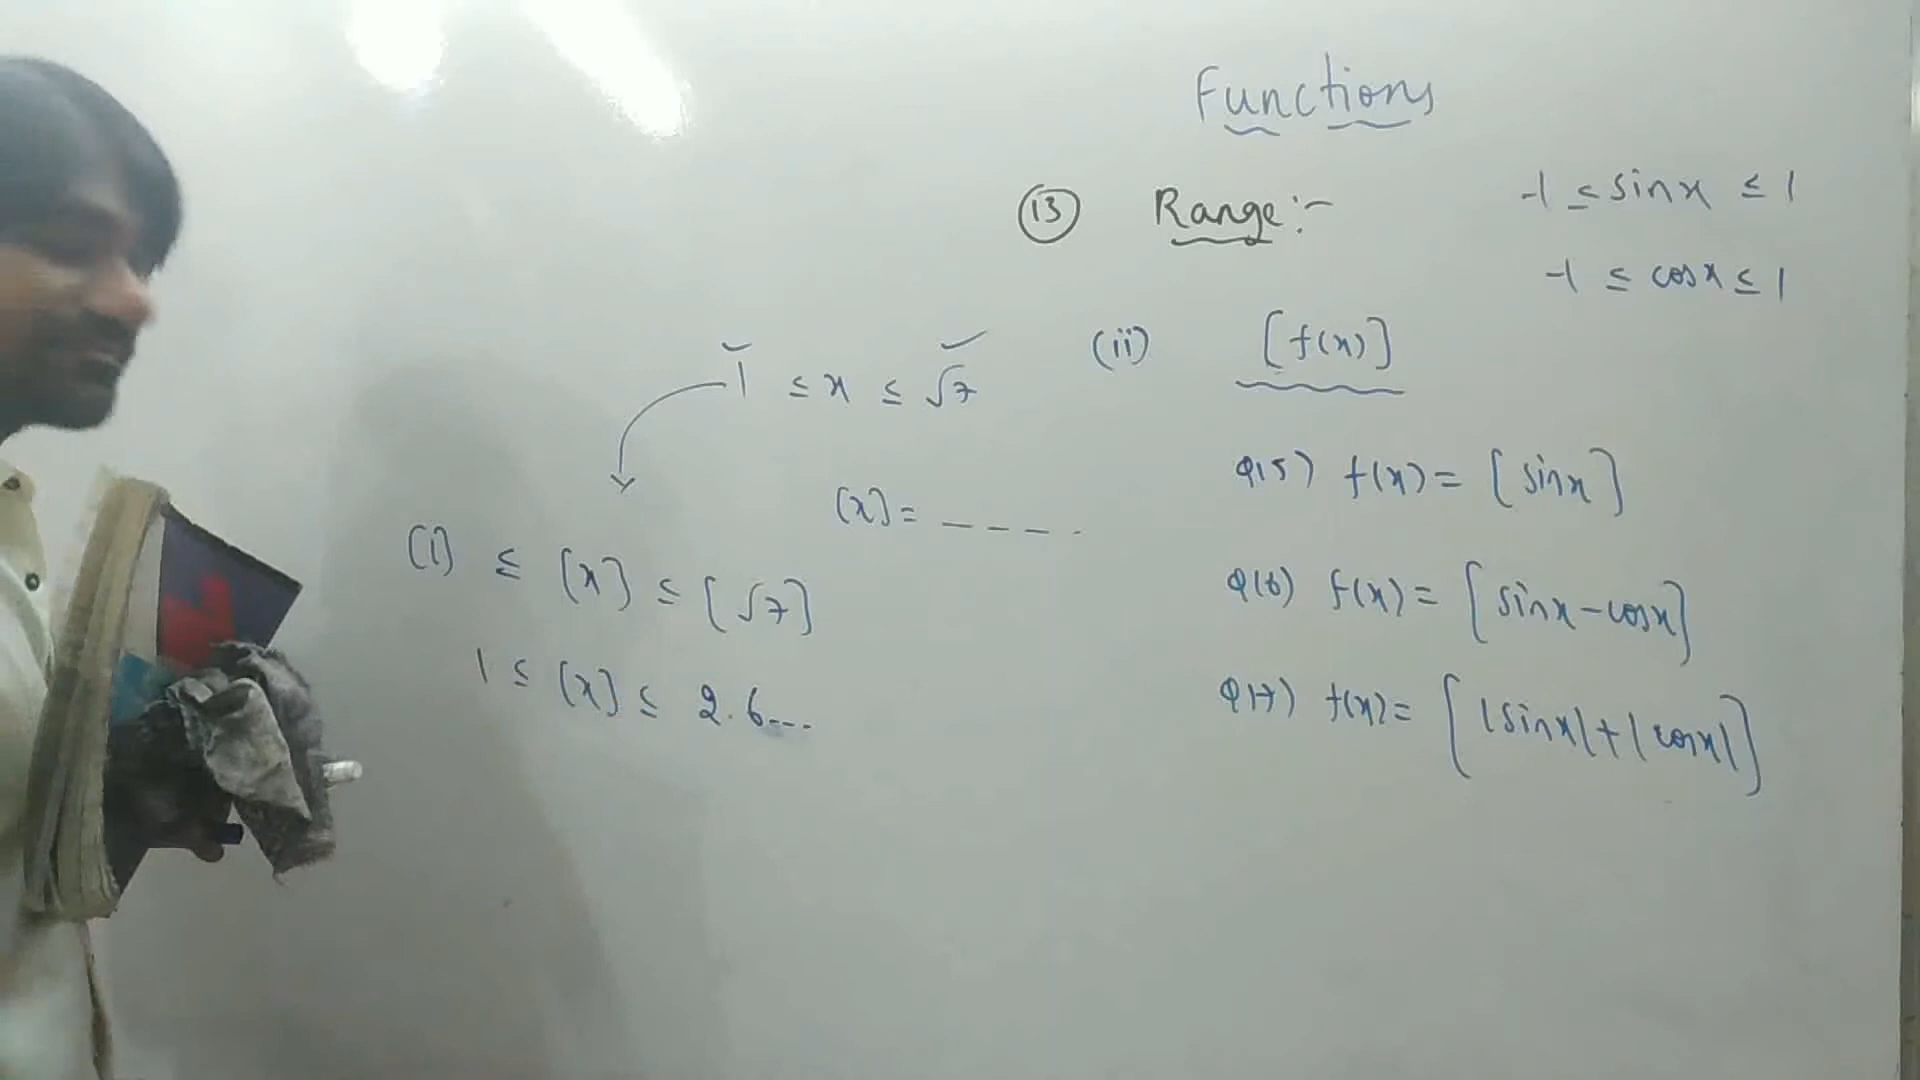 Functions
(13) Range:-
-1 ≤ sinx ≤ 1
-1 ≤ cosx ≤ 1
(ii) [f(x)]
1 ≤ x ≤ √7
[x] = - - - -
[1] ≤ [x] ≤ [√7]
1 ≤ [x] ≤ 2.6...
Q15) f(x) = [sinx]
Q16) f(x) = [sinx-cosx]
Q17) f(x) = [|sinx|+|cosx|]